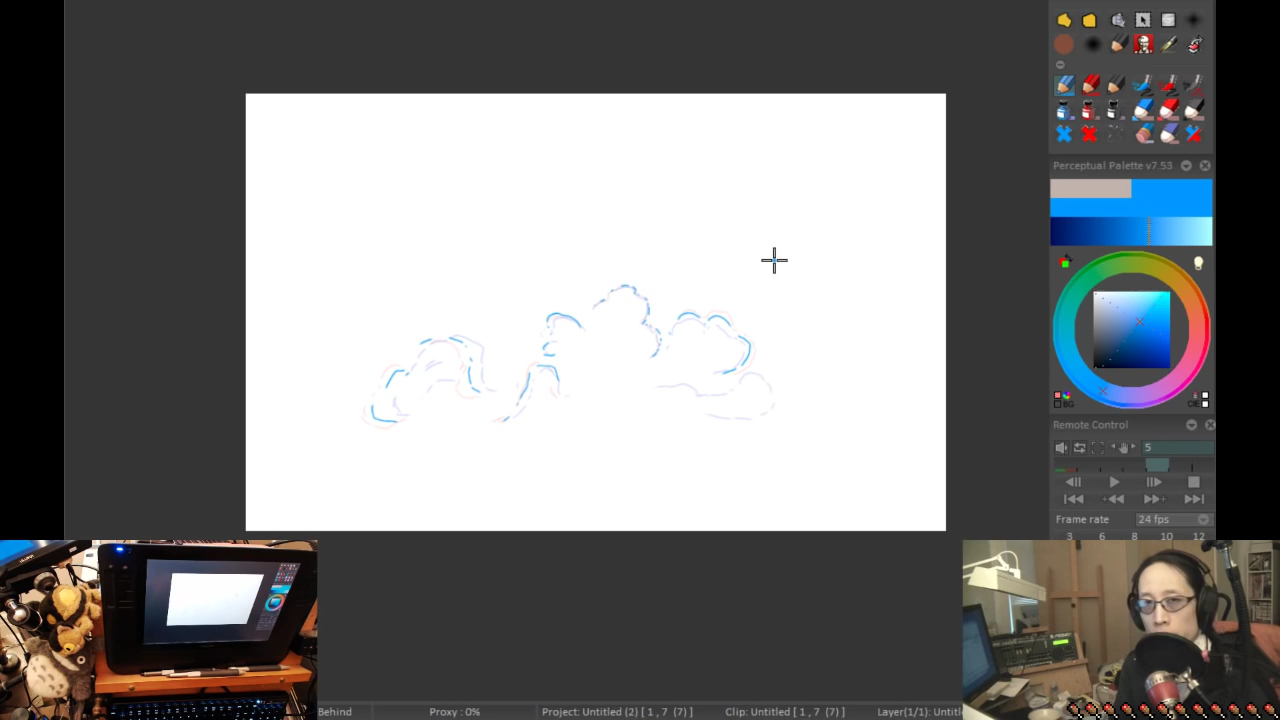 Perceptual Palette v7.53
BG
Remote Control
5
Frame rate
24 fps
3 6 8 10 12
Behind
Proxy : 0%
Project: Untitled (2) [ 1 , 7 (7) ]
Clip: Untitled [ 1 , 7 (7) ]
Layer(1/1): Untitl